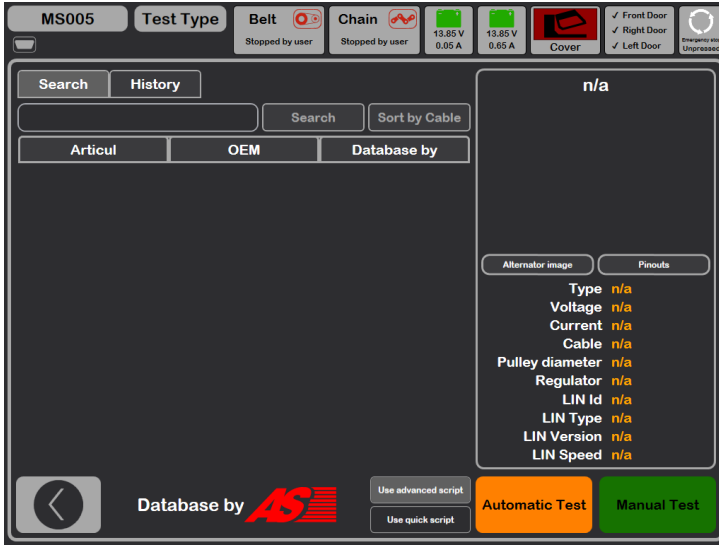 MS005
Test Type
Belt
Stopped by user
Chain
Stopped by user
13.85 V
0.05 A
13.85 V
0.65 A
Cover
✓ Front Door
✓ Right Door
✓ Left Door
Emergency stop
Unpressed
Search
History
Search
Sort by Cable
Articul
OEM
Database by
n/a
Alternator image
Pinouts
Type n/a
Voltage n/a
Current n/a
Cable n/a
Pulley diameter n/a
Regulator n/a
LIN Id n/a
LIN Type n/a
LIN Version n/a
LIN Speed n/a
Database by AS
Use advanced script
Use quick script
Automatic Test
Manual Test